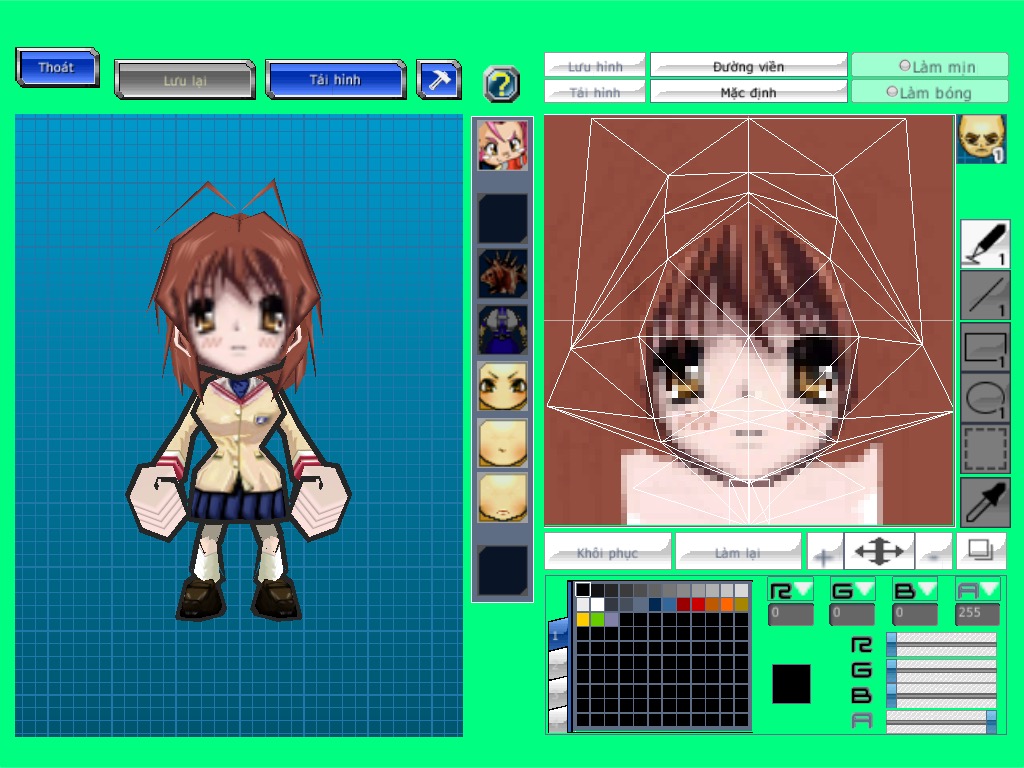 Thoát
Lưu lại
Tải hình
Lưu hình
Đường viền
Làm mịn
Tải hình
Mặc định
Làm bóng
1
1
1
1
1
Khôi phục
Làm lại
R G B A
0 0 0 255
1
R
G
B
A